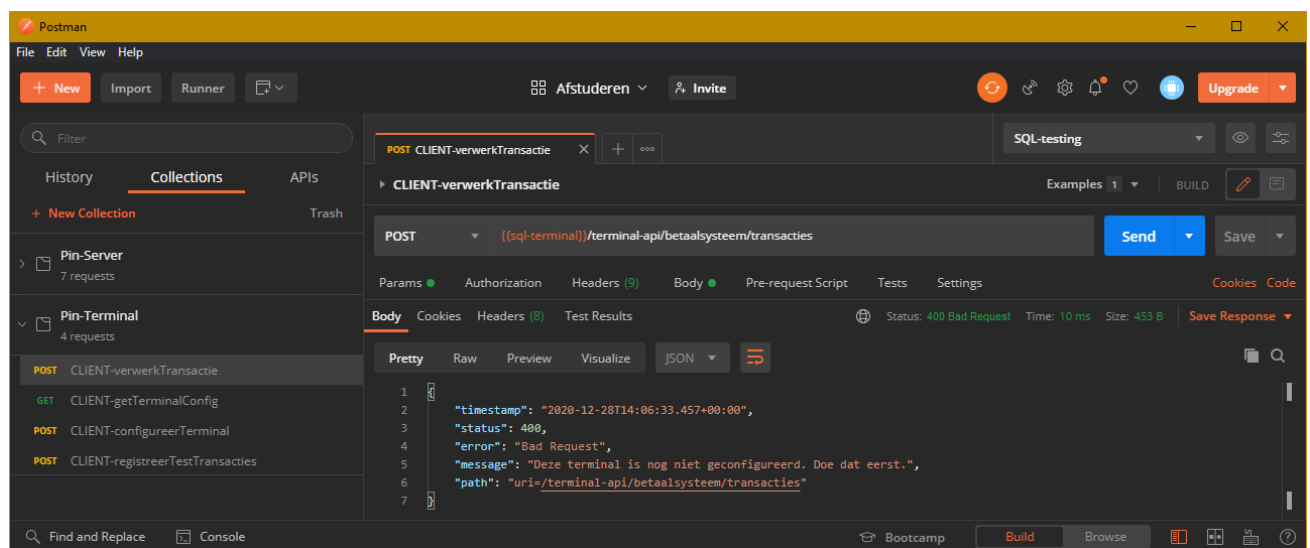 Postman
File Edit View Help
+ New Import Runner
Afstuderen Invite
Upgrade
Filter
History Collections APIs
+ New Collection Trash
Pin-Server
7 requests
Pin-Terminal
4 requests
POST CLIENT-verwerkTransactie
GET CLIENT-getTerminalConfig
POST CLIENT-configureerTerminal
POST CLIENT-registreerTestTransacties
POST CLIENT-verwerkTransactie
SQL-testing
CLIENT-verwerkTransactie
Examples 1 BUILD
POST {{sql-terminal}}/terminal-api/betaalsysteem/transacties Send Save
Params Authorization Headers (9) Body Pre-request Script Tests Settings Cookies Code
Body Cookies Headers (8) Test Results Status: 400 Bad Request Time: 10 ms Size: 453 B Save Response
Pretty Raw Preview Visualize JSON
1 {
2 "timestamp": "2020-12-28T14:06:33.457+00:00",
3 "status": 400,
4 "error": "Bad Request",
5 "message": "Deze terminal is nog niet geconfigureerd. Doe dat eerst.",
6 "path": "uri=/terminal-api/betaalsysteem/transacties"
7 }
Find and Replace Console Bootcamp Build Browse